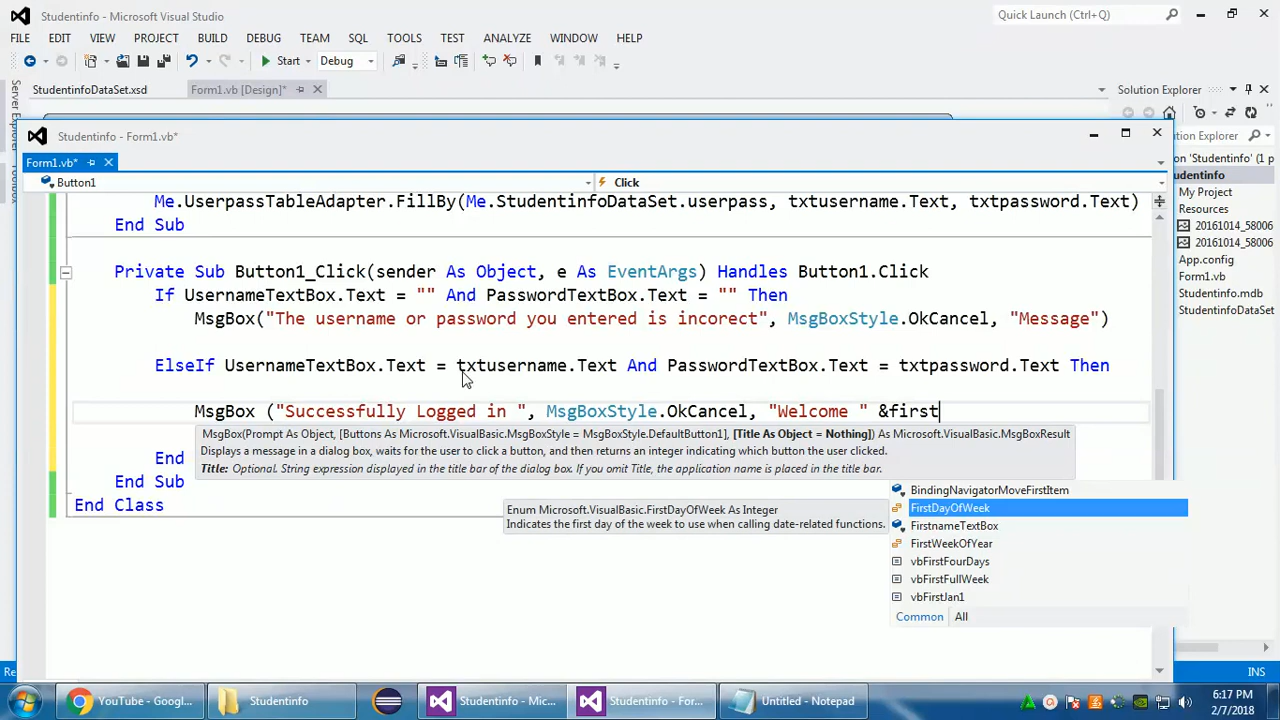 Studentinfo - Microsoft Visual Studio
Quick Launch (Ctrl+Q)
FILE EDIT VIEW PROJECT BUILD DEBUG TEAM SQL TOOLS TEST ANALYZE WINDOW HELP
Start Debug
StudentinfoDataSet.xsd Form1.vb [Design]* Solution Explorer
Server Explorer Toolbox
Studentinfo - Form1.vb*
Form1.vb*
Button1 Click
Me.UserpassTableAdapter.FillBy(Me.StudentinfoDataSet.userpass, txtusername.Text, txtpassword.Text)
End Sub
Private Sub Button1_Click(sender As Object, e As EventArgs) Handles Button1.Click
If UsernameTextBox.Text = "" And PasswordTextBox.Text = "" Then
MsgBox("The username or password you entered is incorect", MsgBoxStyle.OkCancel, "Message")
ElseIf UsernameTextBox.Text = txtusername.Text And PasswordTextBox.Text = txtpassword.Text Then
MsgBox ("Successfully Logged in ", MsgBoxStyle.OkCancel, "Welcome " &first
MsgBox(Prompt As Object, [Buttons As Microsoft.VisualBasic.MsgBoxStyle = MsgBoxStyle.DefaultButton1], [Title As Object = Nothing]) As Microsoft.VisualBasic.MsgBoxResult
Displays a message in a dialog box, waits for the user to click a button, and then returns an integer indicating which button the user clicked.
Title: Optional. String expression displayed in the title bar of the dialog box. If you omit Title, the application name is placed in the title bar.
End
End Sub
End Class
Enum Microsoft.VisualBasic.FirstDayOfWeek As Integer
Indicates the first day of the week to use when calling date-related functions.
BindingNavigatorMoveFirstItem
FirstDayOfWeek
FirstnameTextBox
FirstWeekOfYear
vbFirstFourDays
vbFirstFullWeek
vbFirstJan1
Common All
ution Explorer
on 'Studentinfo' (1 p
udentinfo
My Project
Resources
20161014_58006
20161014_58006
App.config
Form1.vb
Studentinfo.mdb
StudentinfoDataSet
Re
INS
YouTube - Googl...
Studentinfo
Studentinfo - Micr...
Studentinfo - For...
Untitled - Notepad
6:17 PM
2/7/2018